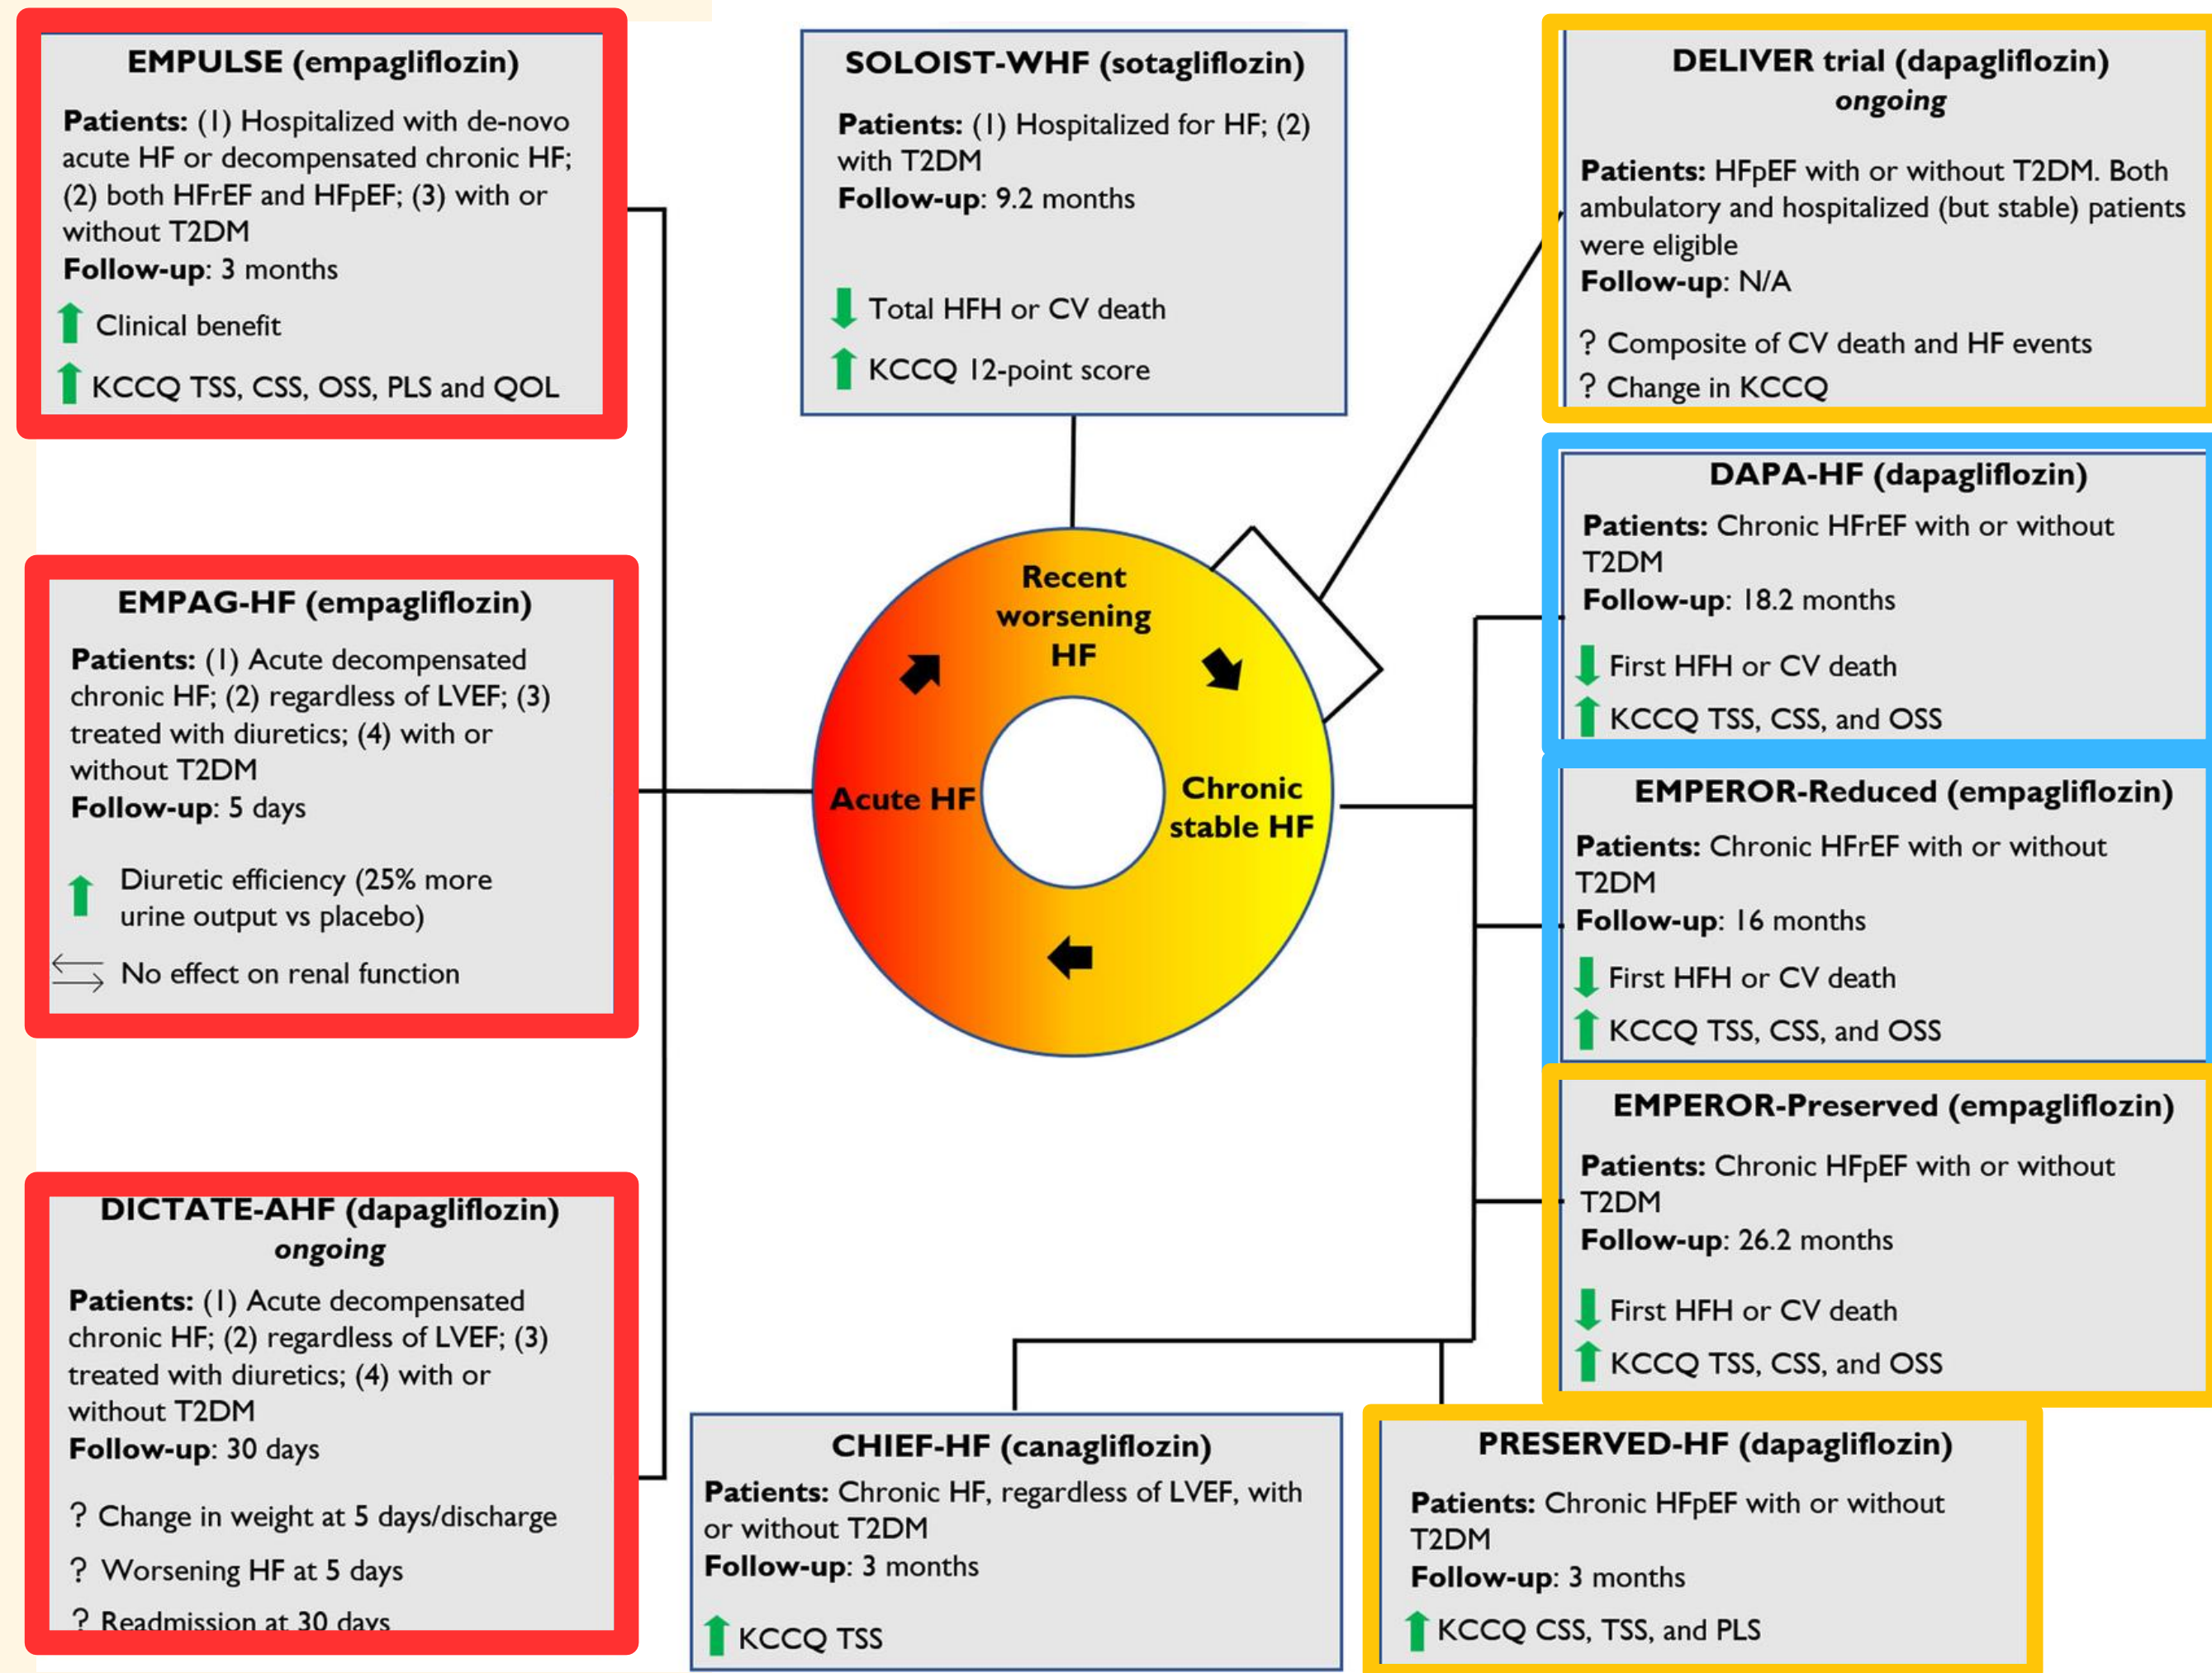 EMPULSE (empagliflozin)
Patients: (1) Hospitalized with de-novo
acute HF or decompensated chronic HF;
(2) both HFrEF and HFpEF; (3) with or
without T2DM
Follow-up: 3 months
Clinical benefit
KCCQ TSS, CSS, OSS, PLS and QOL
SOLOIST-WHF (sotagliflozin)
Patients: (1) Hospitalized for HF; (2)
with T2DM
Follow-up: 9.2 months
Total HFH or CV death
KCCQ 12-point score
DELIVER trial (dapagliflozin)
ongoing
Patients: HFpEF with or without T2DM. Both
ambulatory and hospitalized (but stable) patients
were eligible
Follow-up: N/A
? Composite of CV death and HF events
? Change in KCCQ
EMPAG-HF (empagliflozin)
Patients: (1) Acute decompensated
chronic HF; (2) regardless of LVEF; (3)
treated with diuretics; (4) with or
without T2DM
Follow-up: 5 days
Diuretic efficiency (25% more
urine output vs placebo)
No effect on renal function
Recent
worsening
HF
Acute HF
Chronic
stable HF
DAPA-HF (dapagliflozin)
Patients: Chronic HFrEF with or without
T2DM
Follow-up: 18.2 months
First HFH or CV death
KCCQ TSS, CSS, and OSS
EMPEROR-Reduced (empagliflozin)
Patients: Chronic HFrEF with or without
T2DM
Follow-up: 16 months
First HFH or CV death
KCCQ TSS, CSS, and OSS
EMPEROR-Preserved (empagliflozin)
Patients: Chronic HFpEF with or without
T2DM
Follow-up: 26.2 months
First HFH or CV death
KCCQ TSS, CSS, and OSS
DICTATE-AHF (dapagliflozin)
ongoing
Patients: (1) Acute decompensated
chronic HF; (2) regardless of LVEF; (3)
treated with diuretics; (4) with or
without T2DM
Follow-up: 30 days
? Change in weight at 5 days/discharge
? Worsening HF at 5 days
? Readmission at 30 days
CHIEF-HF (canagliflozin)
Patients: Chronic HF, regardless of LVEF, with
or without T2DM
Follow-up: 3 months
KCCQ TSS
PRESERVED-HF (dapagliflozin)
Patients: Chronic HFpEF with or without
T2DM
Follow-up: 3 months
KCCQ CSS, TSS, and PLS